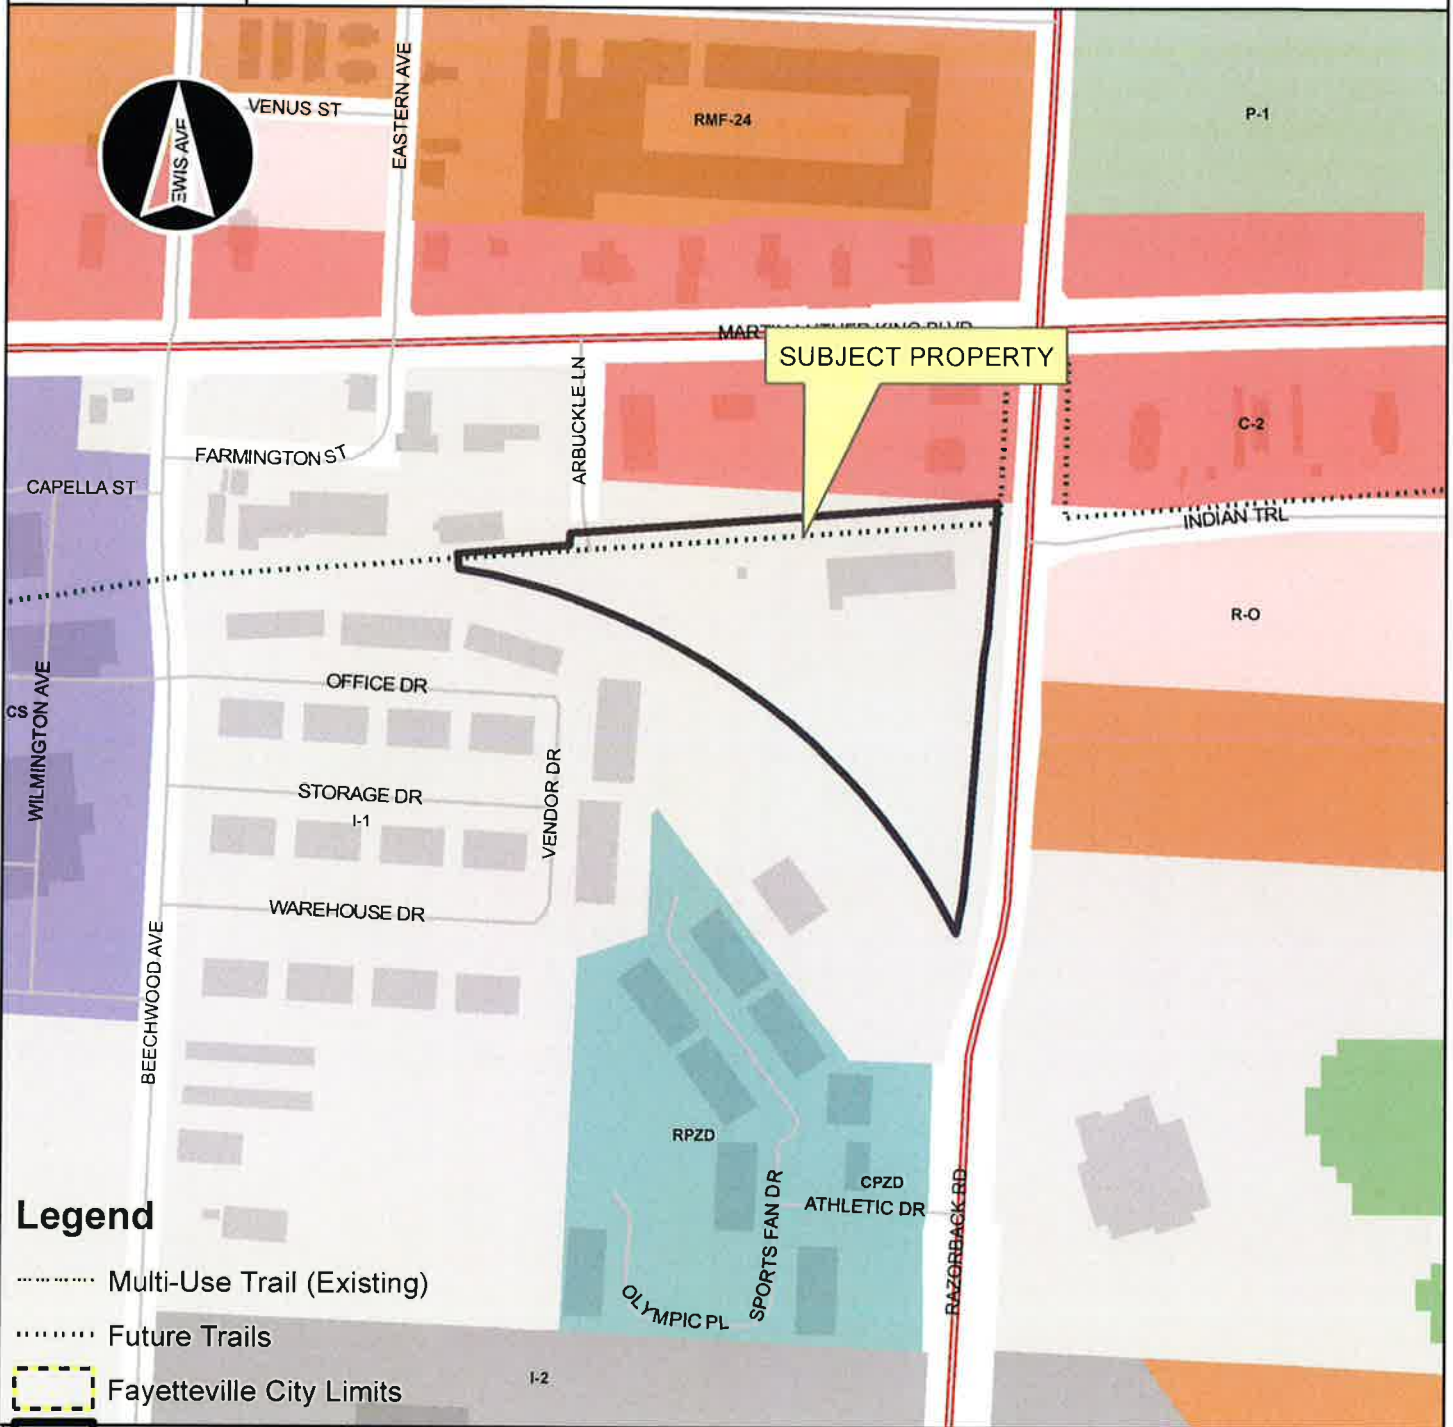 VENUS ST
EASTERN AVE
EWIS AVE
RMF-24
P-1
SUBJECT PROPERTY
ARBUCKLE LN
C-2
FARMINGTON ST
CAPELLA ST
INDIAN TRL
R-O
OFFICE DR
CS
WILMINGTON AVE
STORAGE DR
I-1
VENDOR DR
WAREHOUSE DR
BEECHWOOD AVE
RPZD
CPZD
ATHLETIC DR
SPORTS FAN DR
RAZORBACK RD
OLYMPIC PL
I-2
Legend
Multi-Use Trail (Existing)
Future Trails
Fayetteville City Limits